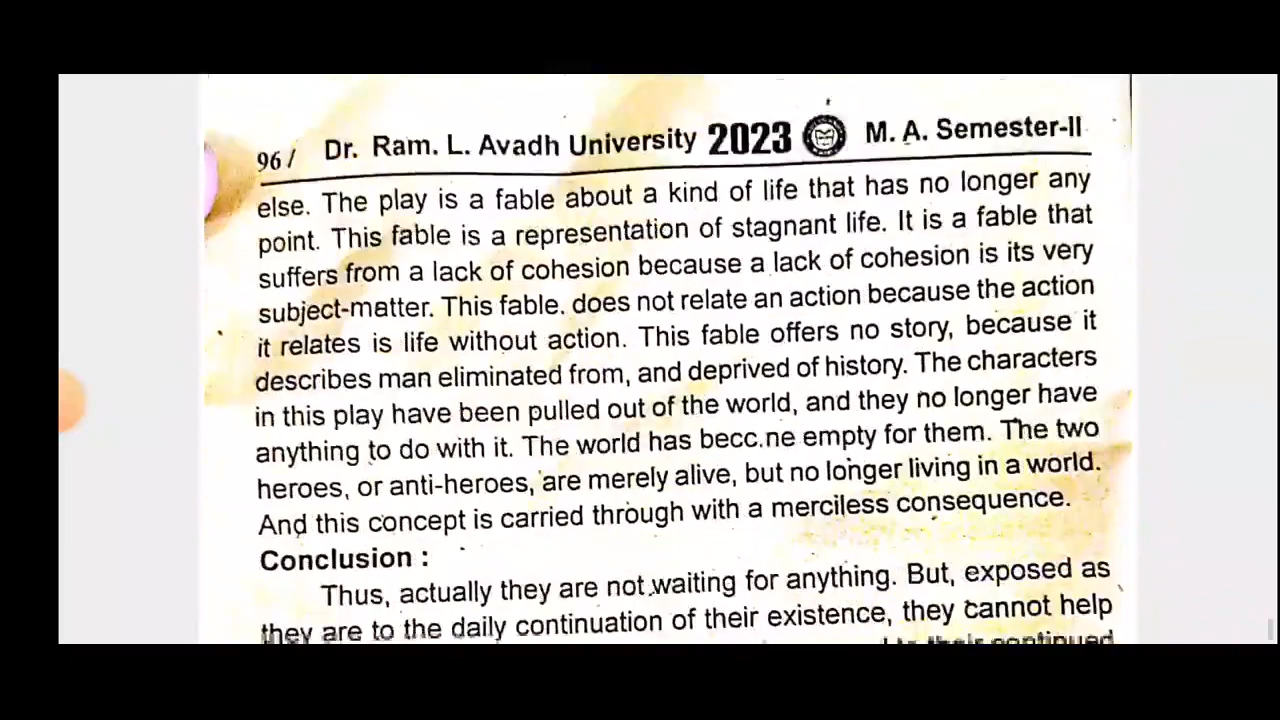 96 / Dr. Ram. L. Avadh University 2023 M. A. Semester-II
else. The play is a fable about a kind of life that has no longer any
point. This fable is a representation of stagnant life. It is a fable that
suffers from a lack of cohesion because a lack of cohesion is its very
subject-matter. This fable. does not relate an action because the action
it relates is life without action. This fable offers no story, because it
describes man eliminated from, and deprived of history. The characters
in this play have been pulled out of the world, and they no longer have
anything to do with it. The world has become empty for them. The two
heroes, or anti-heroes, are merely alive, but no longer living in a world.
And this concept is carried through with a merciless consequence.
Conclusion :
Thus, actually they are not waiting for anything. But, exposed as
they are to the daily continuation of their existence, they cannot help
to their continued